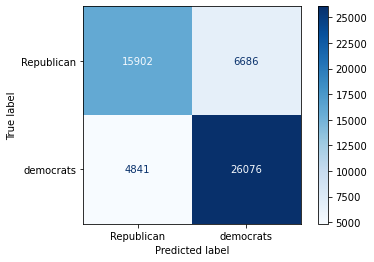 Republican
democrats
True label
15902
6686
4841
26076
Republican
democrats
Predicted label
25000
22500
20000
17500
15000
12500
10000
7500
5000